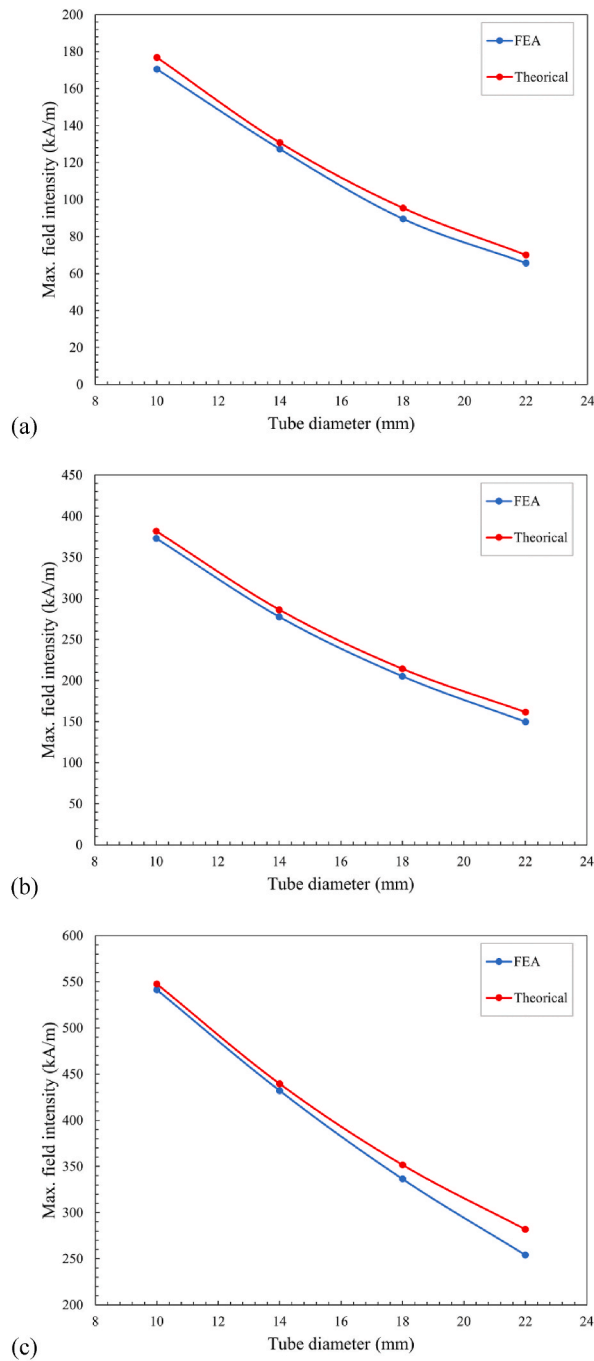 200
180
160
140
120
100
80
60
40
20
0
Max. field intensity (kA/m)
FEA
Theorical
8 10 12 14 16 18 20 22 24
Tube diameter (mm)
(a)
450
400
350
300
250
200
150
100
50
0
Max. field intensity (kA/m)
FEA
Theorical
8 10 12 14 16 18 20 22 24
Tube diameter (mm)
(b)
600
550
500
450
400
350
300
250
200
Max. field intensity (kA/m)
FEA
Theorical
8 10 12 14 16 18 20 22 24
Tube diameter (mm)
(c)